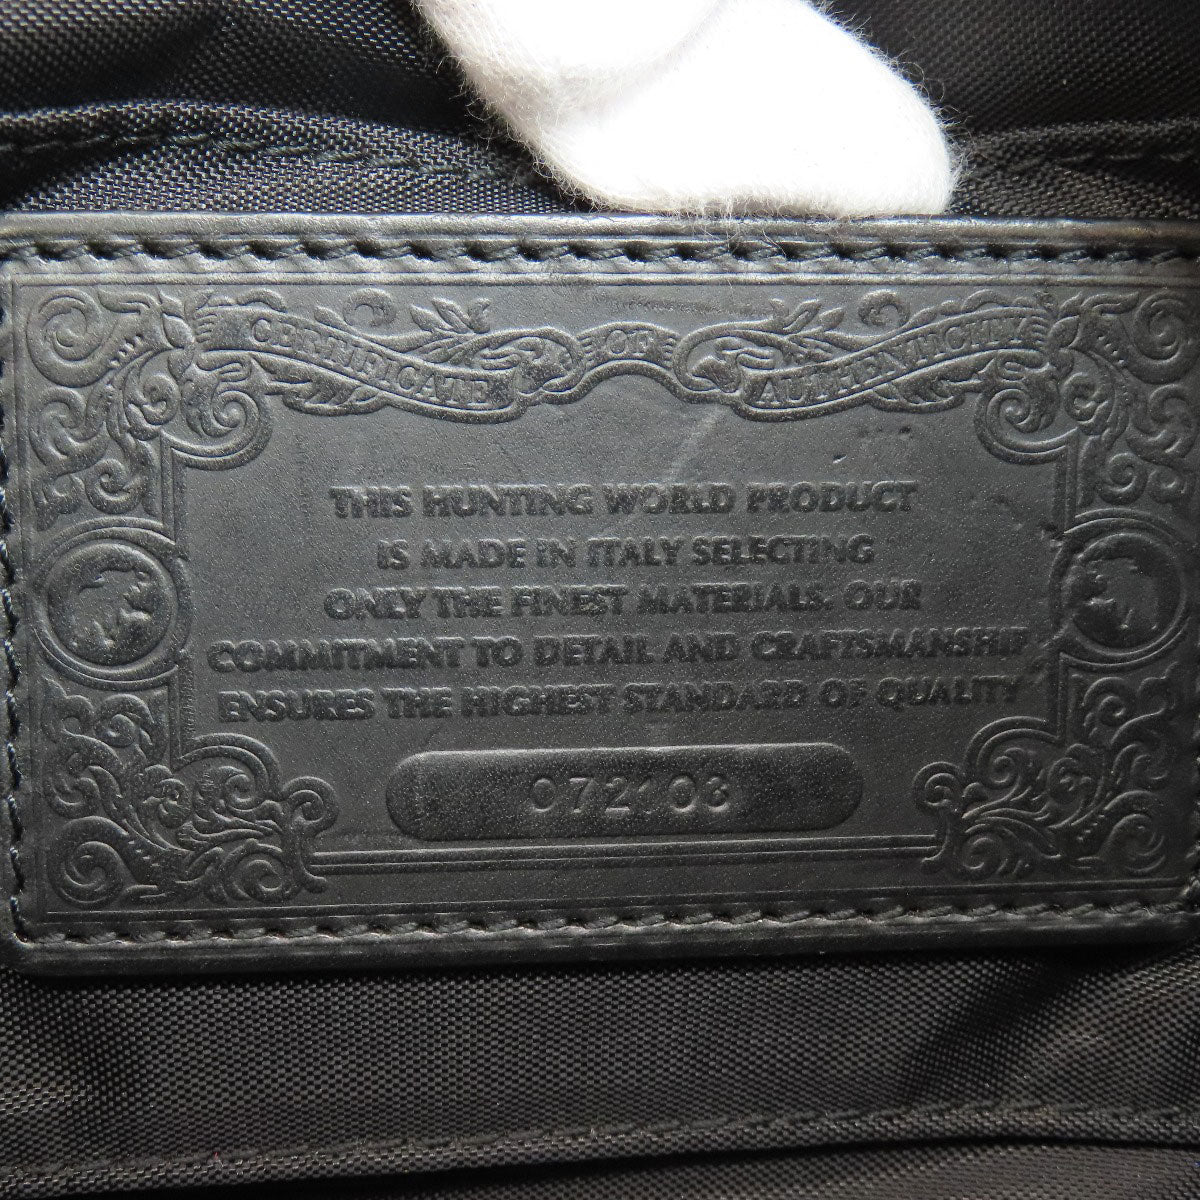 CERTIFICATE OF AUTHENTICITY
THIS HUNTING WORLD PRODUCT
IS MADE IN ITALY SELECTING
ONLY THE FINEST MATERIALS. OUR
COMMITMENT TO DETAIL AND CRAFTSMANSHIP
ENSURES THE HIGHEST STANDARD OF QUALITY
072103